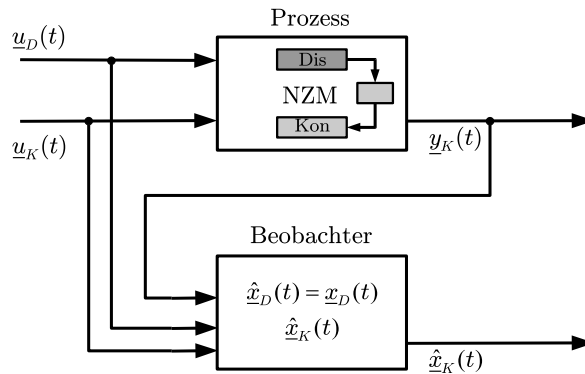 Prozess
u_D(t)
Dis
NZM
Kon
u_K(t)
y_K(t)
Beobachter
x̂_D(t) = x_D(t)
x̂_K(t)
x̂_K(t)